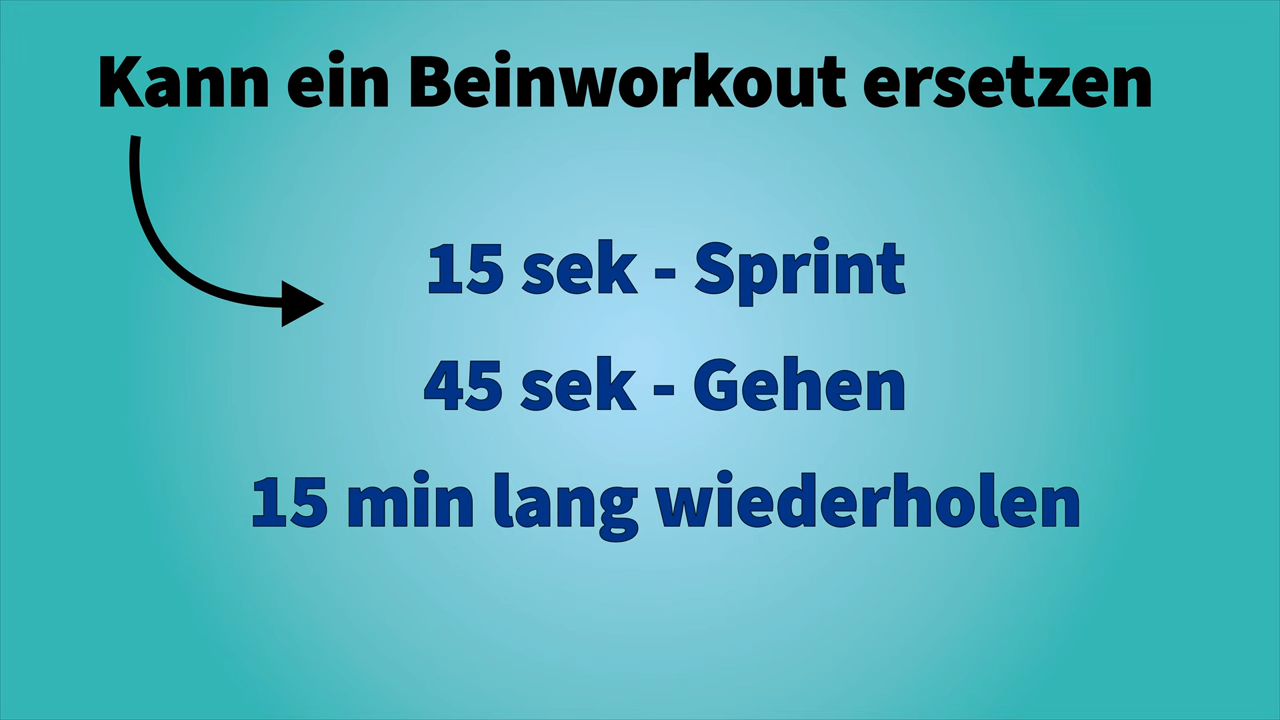 Kann ein Beinworkout ersetzen
15 sek - Sprint
45 sek - Gehen
15 min lang wiederholen